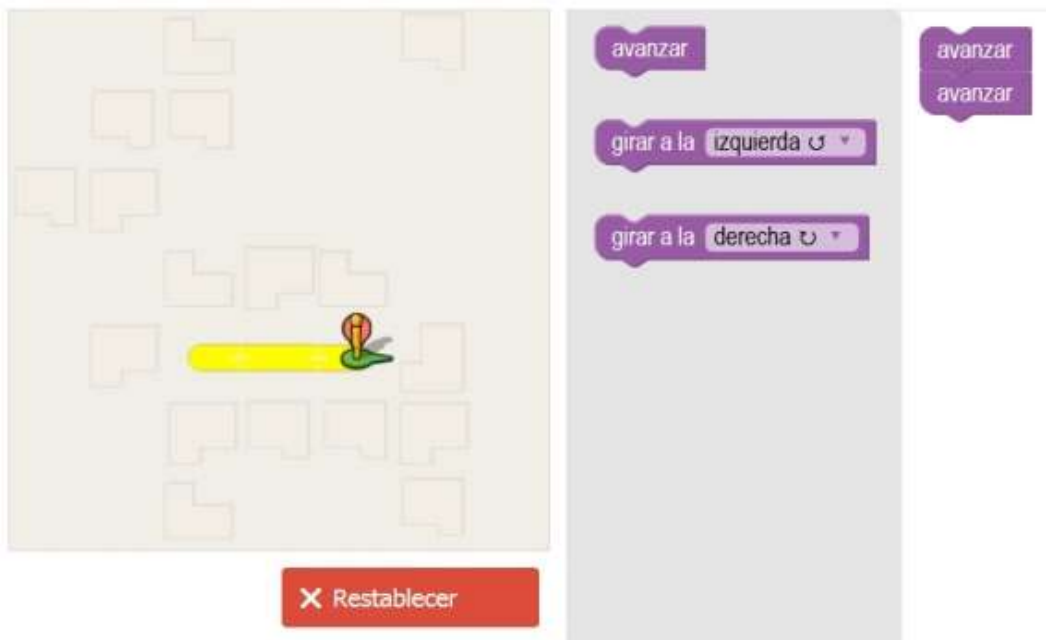 avanzar
girar a la izquierda ↺
girar a la derecha ↻
avanzar
avanzar
Restablecer